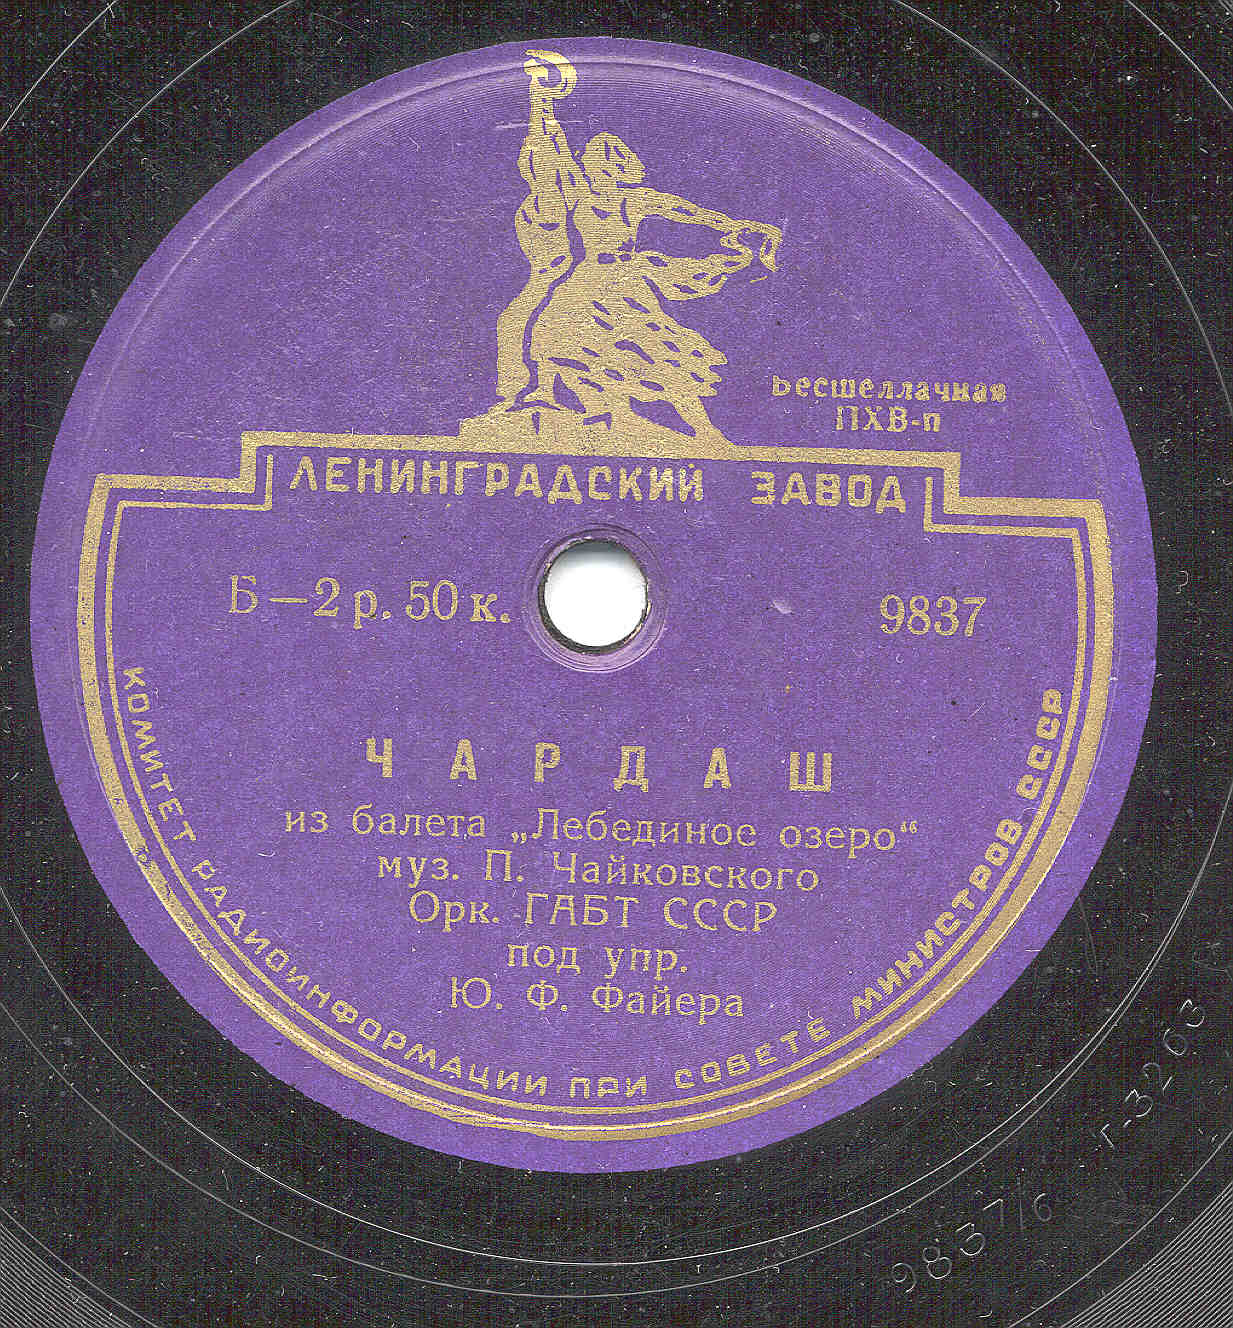 Бесшеллачная
ПХВ-п
ЛЕНИНГРАДСКИЙ ЗАВОД
Б—2 р. 50 к.
9837
ЧАРДАШ
из балета „Лебединое озеро“
муз. П. Чайковского
Орк. ГАБТ СССР
под упр.
Ю. Ф. Файера
КОМИТЕТ РАДИОИНФОРМАЦИИ ПРИ СОВЕТЕ МИНИСТРОВ СССР
9837/6 Г-3263